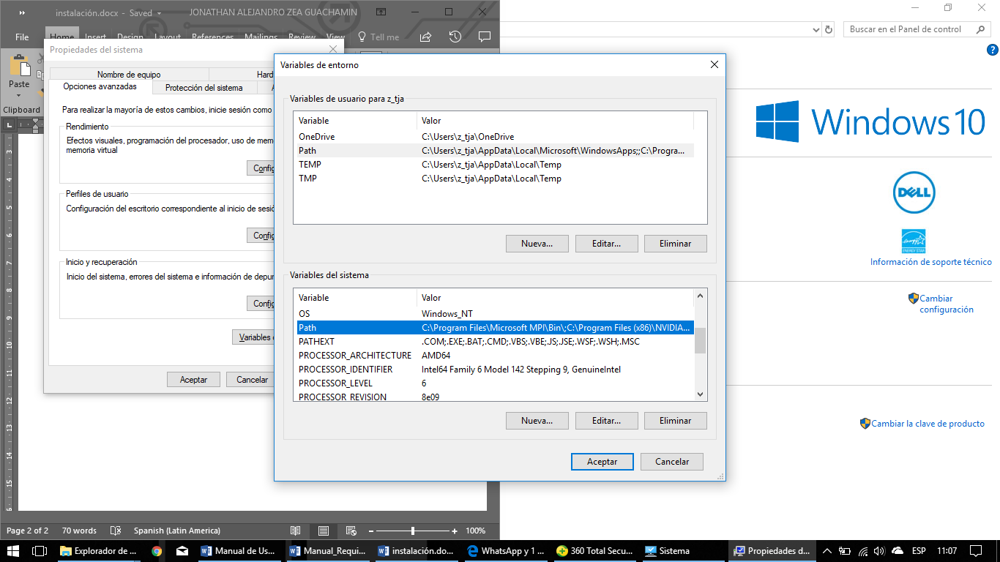 instalación.docx - Saved
JONATHAN ALEJANDRO ZEA GUACHAMIN
File Home Insert Design Layout References Mailings Review View Tell me
Paste
Clipboard
Propiedades del sistema
Nombre de equipo
Hard
Opciones avanzadas
Protección del sistema
Para realizar la mayoría de estos cambios, inicie sesión como
Rendimiento
Efectos visuales, programación del procesador, uso de mem
memoria virtual
Config
Perfiles de usuario
Configuración del escritorio correspondiente al inicio de sesió
Config
Inicio y recuperación
Inicio del sistema, errores del sistema e información de depur
Config
Variables
Aceptar Cancelar
Variables de entorno
Variables de usuario para z_tja
Variable Valor
OneDrive C:\Users\z_tja\OneDrive
Path C:\Users\z_tja\AppData\Local\Microsoft\WindowsApps;;C:\Progra...
TEMP C:\Users\z_tja\AppData\Local\Temp
TMP C:\Users\z_tja\AppData\Local\Temp
Nueva... Editar... Eliminar
Variables del sistema
Variable Valor
OS Windows_NT
Path C:\Program Files\Microsoft MPI\Bin\;C:\Program Files (x86)\NVIDIA...
PATHEXT .COM;.EXE;.BAT;.CMD;.VBS;.VBE;.JS;.JSE;.WSF;.WSH;.MSC
PROCESSOR_ARCHITECTURE AMD64
PROCESSOR_IDENTIFIER Intel64 Family 6 Model 142 Stepping 9, GenuineIntel
PROCESSOR_LEVEL 6
PROCESSOR_REVISION 8e09
Nueva... Editar... Eliminar
Aceptar Cancelar
Buscar en el Panel de control
Windows 10
DELL
ENERGY STAR
Información de soporte técnico
Cambiar
configuración
Cambiar la clave de producto
Page 2 of 2 70 words Spanish (Latin America) 100%
Explorador de ... Manual de Us... Manual_Requi... instalación.do... WhatsApp y 1 ... 360 Total Secu... Sistema Propiedades d... ESP 11:07